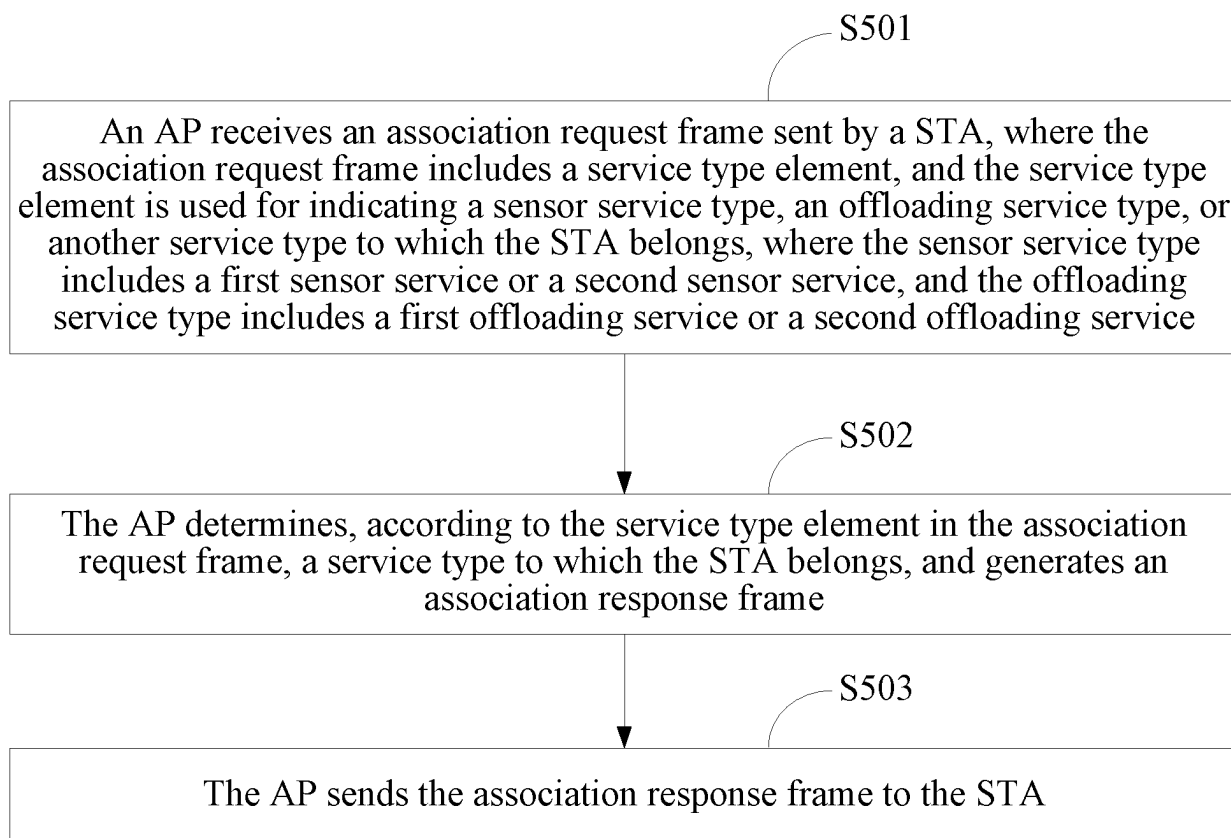 S501
An AP receives an association request frame sent by a STA, where the
association request frame includes a service type element, and the service type
element is used for indicating a sensor service type, an offloading service type, or
another service type to which the STA belongs, where the sensor service type
includes a first sensor service or a second sensor service, and the offloading
service type includes a first offloading service or a second offloading service
S502
The AP determines, according to the service type element in the association
request frame, a service type to which the STA belongs, and generates an
association response frame
S503
The AP sends the association response frame to the STA